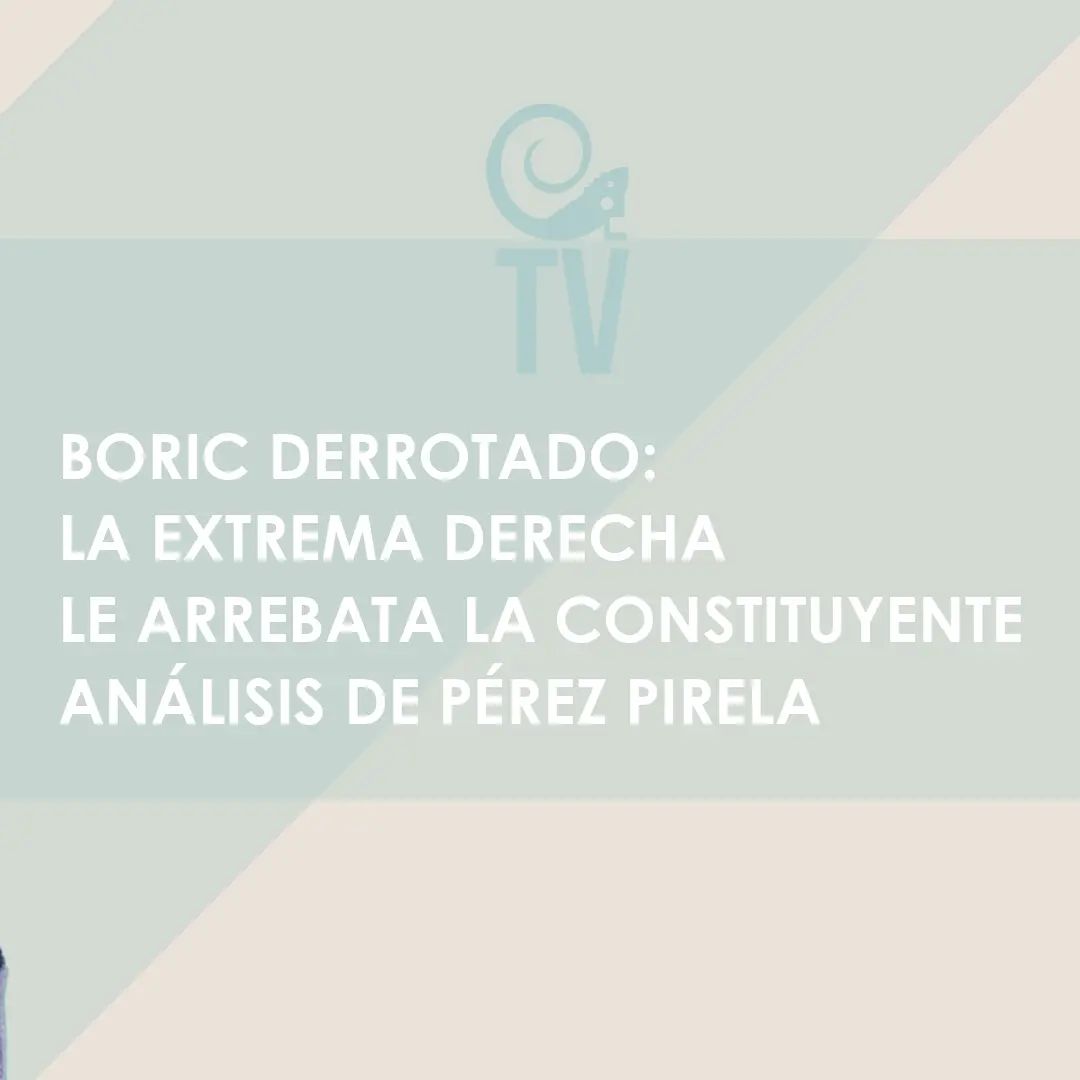 TV
BORIC DERROTADO:
LA EXTREMA DERECHA
LE ARREBATA LA CONSTITUYENTE
ANÁLISIS DE PÉREZ PIRELA